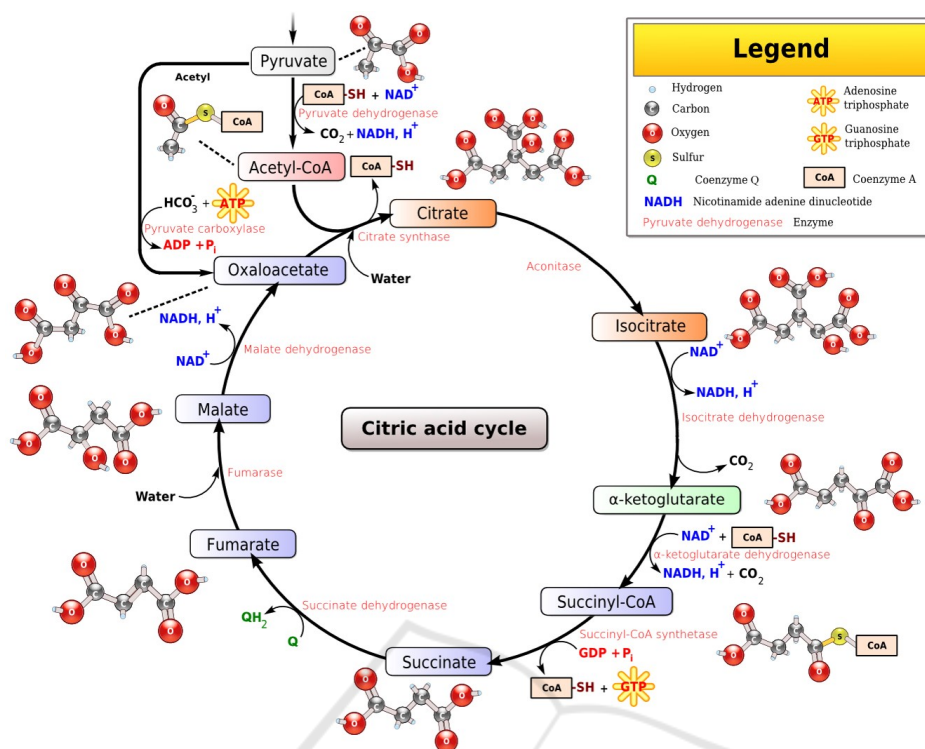 Legend
Hydrogen
Carbon
Oxygen
Sulfur
Q Coenzyme Q
NADH Nicotinamide adenine dinucleotide
Pyruvate dehydrogenase Enzyme
ATP Adenosine triphosphate
GTP Guanosine triphosphate
CoA Coenzyme A
Pyruvate
Acetyl
CoA-SH + NAD+
Pyruvate dehydrogenase
CO2 + NADH, H+
S CoA
Acetyl-CoA
CoA-SH
HCO3- + ATP
Pyruvate carboxylase
ADP + Pi
Citrate
Citrate synthase
Water
Oxaloacetate
Aconitase
Isocitrate
NAD+
NADH, H+
Isocitrate dehydrogenase
CO2
NADH, H+
NAD+
Malate dehydrogenase
Malate
Citric acid cycle
Fumarase
Water
α-ketoglutarate
NAD+ + CoA-SH
α-ketoglutarate dehydrogenase
NADH, H+ + CO2
Fumarate
Succinyl-CoA
Succinate dehydrogenase
QH2
Q
Succinyl-CoA synthetase
GDP + Pi
CoA-SH + GTP
S CoA
Succinate